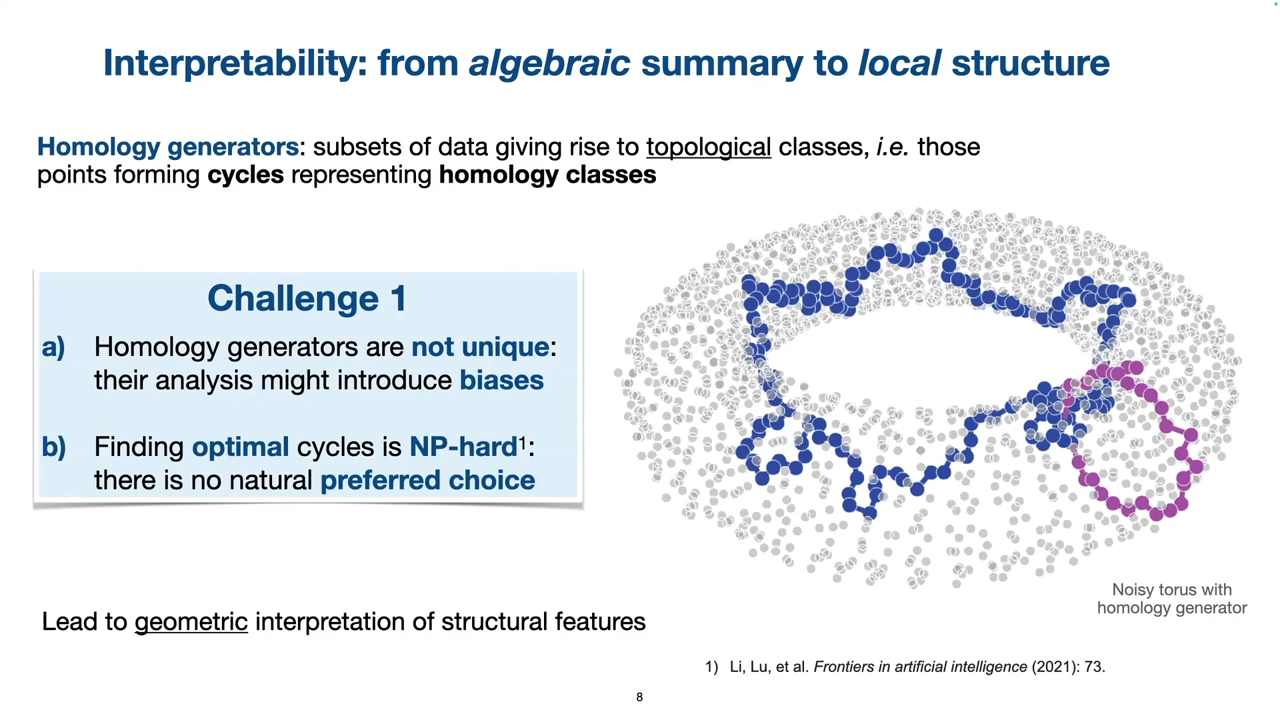 Interpretability: from algebraic summary to local structure
Homology generators: subsets of data giving rise to topological classes, i.e. those
points forming cycles representing homology classes
Challenge 1
a) Homology generators are not unique:
their analysis might introduce biases
b) Finding optimal cycles is NP-hard¹:
there is no natural preferred choice
Noisy torus with
homology generator
Lead to geometric interpretation of structural features
1) Li, Lu, et al. Frontiers in artificial intelligence (2021): 73.
8